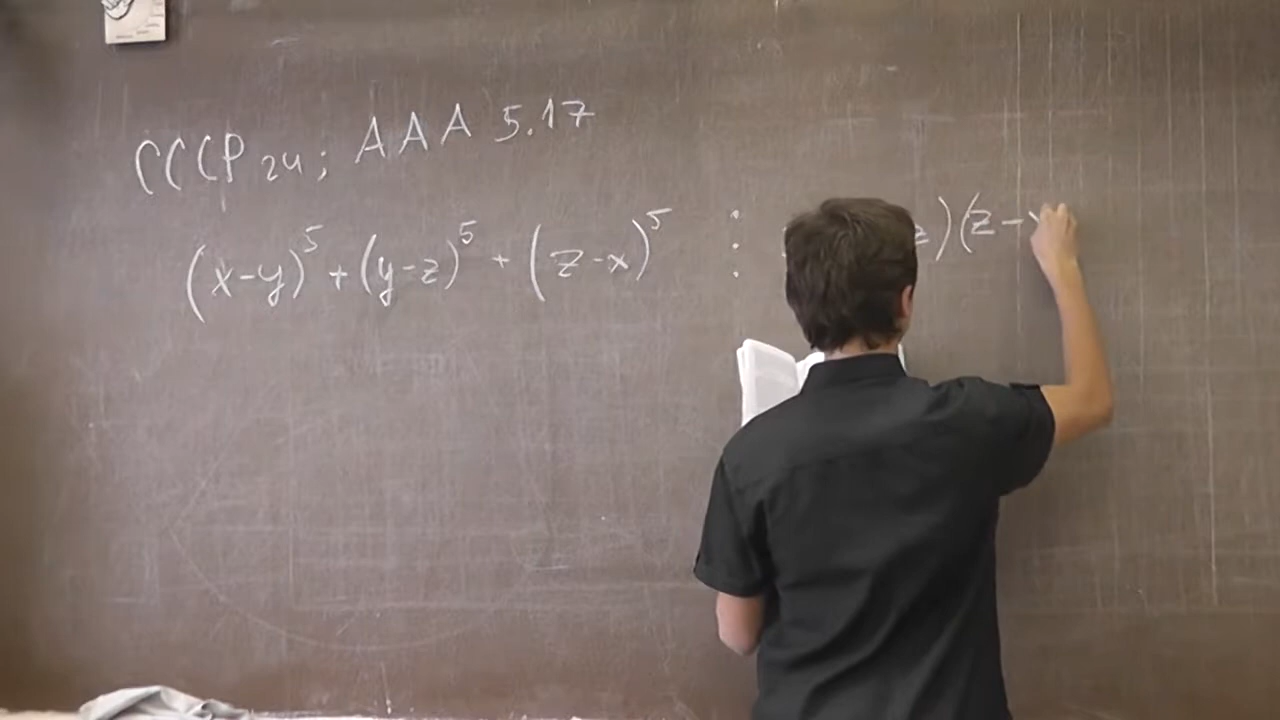 СССР 24; ААА 5.17
(x-y)⁵+(y-z)⁵+(z-x)⁵ ⋮ z)(z-